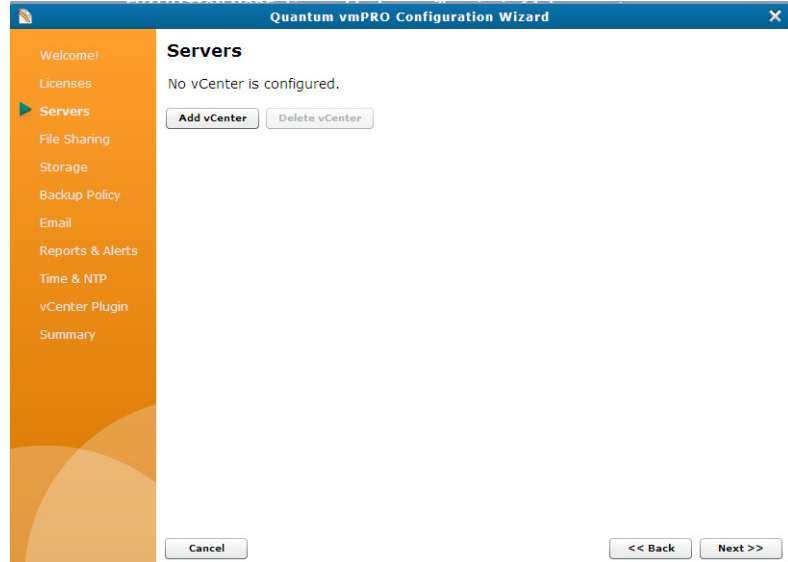 Quantum vmPRO Configuration Wizard
Welcome!
Licenses
Servers
File Sharing
Storage
Backup Policy
Email
Reports & Alerts
Time & NTP
vCenter Plugin
Summary
Servers
No vCenter is configured.
Add vCenter Delete vCenter
Cancel << Back Next >>